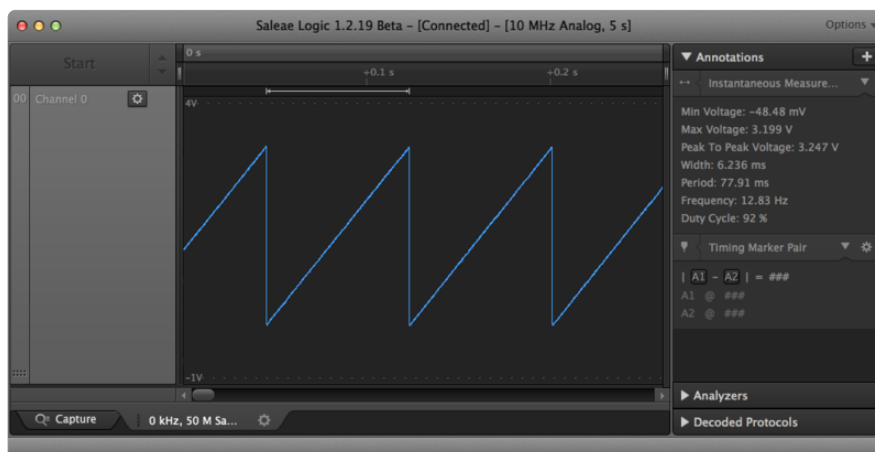 Saleae Logic 1.2.19 Beta - [Connected] - [10 MHz Analog, 5 s]
Options
Start
0 s
+0.1 s
+0.2 s
00 Channel 0
4V
-1V
Annotations
Instantaneous Measure...
Min Voltage: -48.48 mV
Max Voltage: 3.199 V
Peak To Peak Voltage: 3.247 V
Width: 6.236 ms
Period: 77.91 ms
Frequency: 12.83 Hz
Duty Cycle: 92 %
Timing Marker Pair
| A1 - A2 | = ###
A1 @ ###
A2 @ ###
Analyzers
Decoded Protocols
Capture
0 kHz, 50 M Sa...